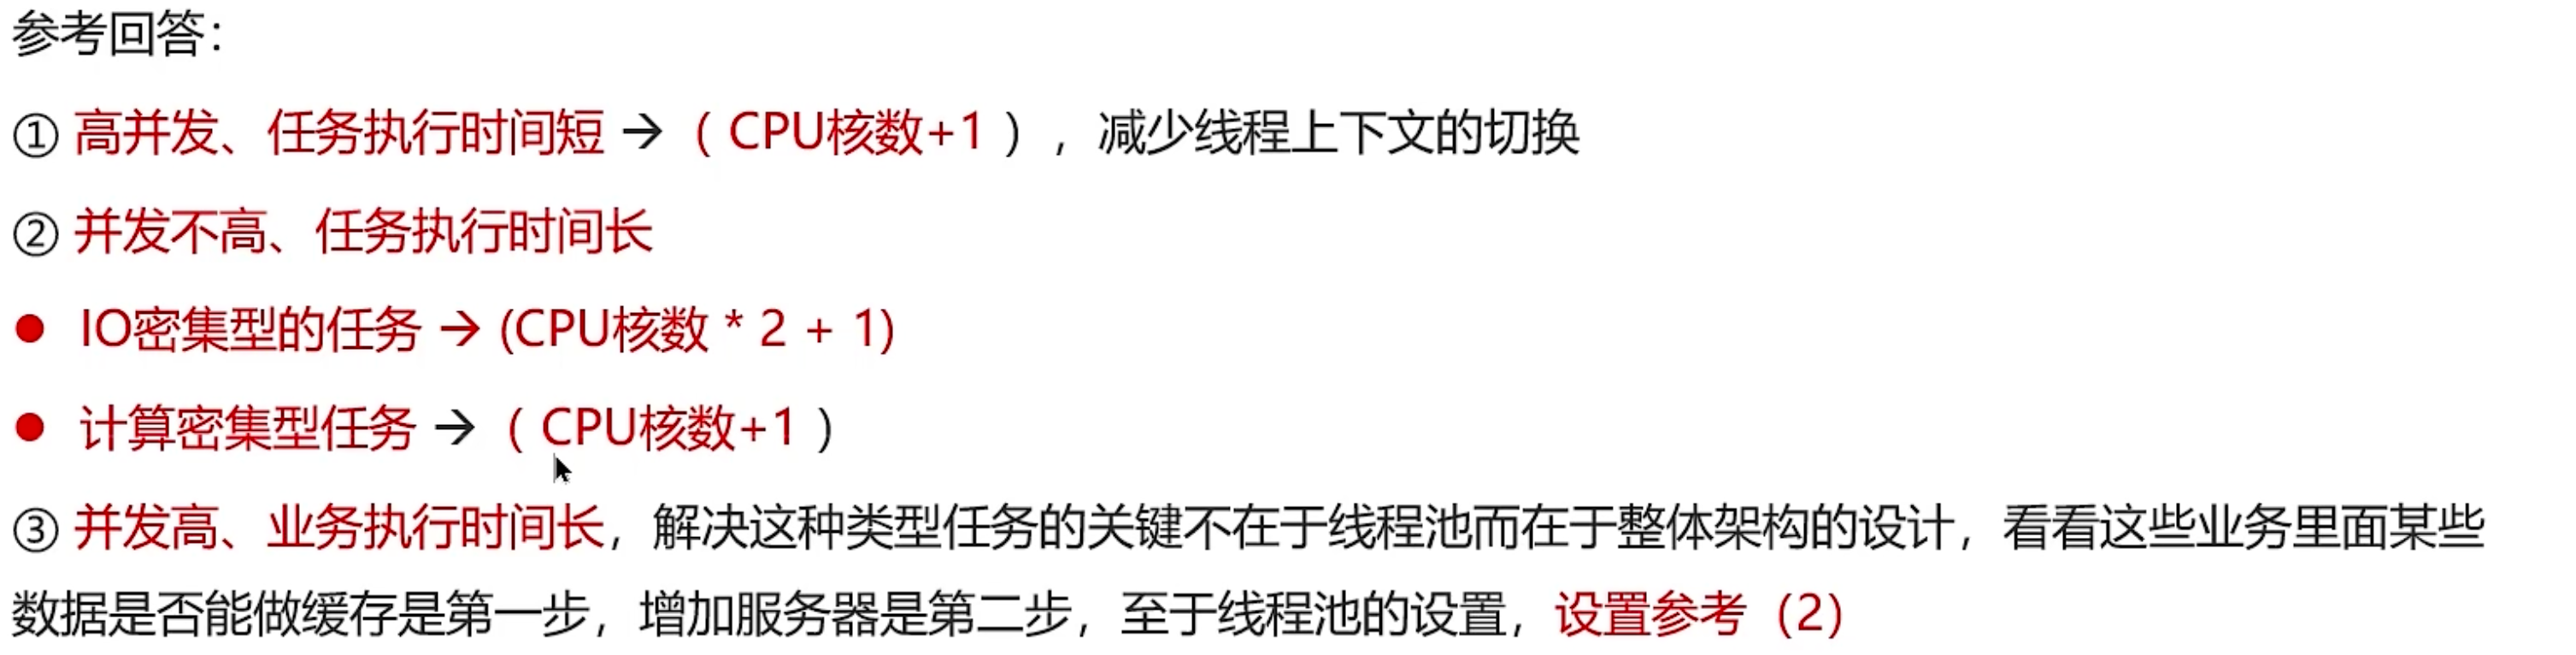 参考回答：
① 高并发、任务执行时间短 → （ CPU核数+1 ），减少线程上下文的切换
② 并发不高、任务执行时间长
● IO密集型的任务 → (CPU核数 * 2 + 1)
● 计算密集型任务 → （ CPU核数+1 ）
③ 并发高、业务执行时间长，解决这种类型任务的关键不在于线程池而在于整体架构的设计，看看这些业务里面某些
数据是否能做缓存是第一步，增加服务器是第二步，至于线程池的设置，设置参考（2）